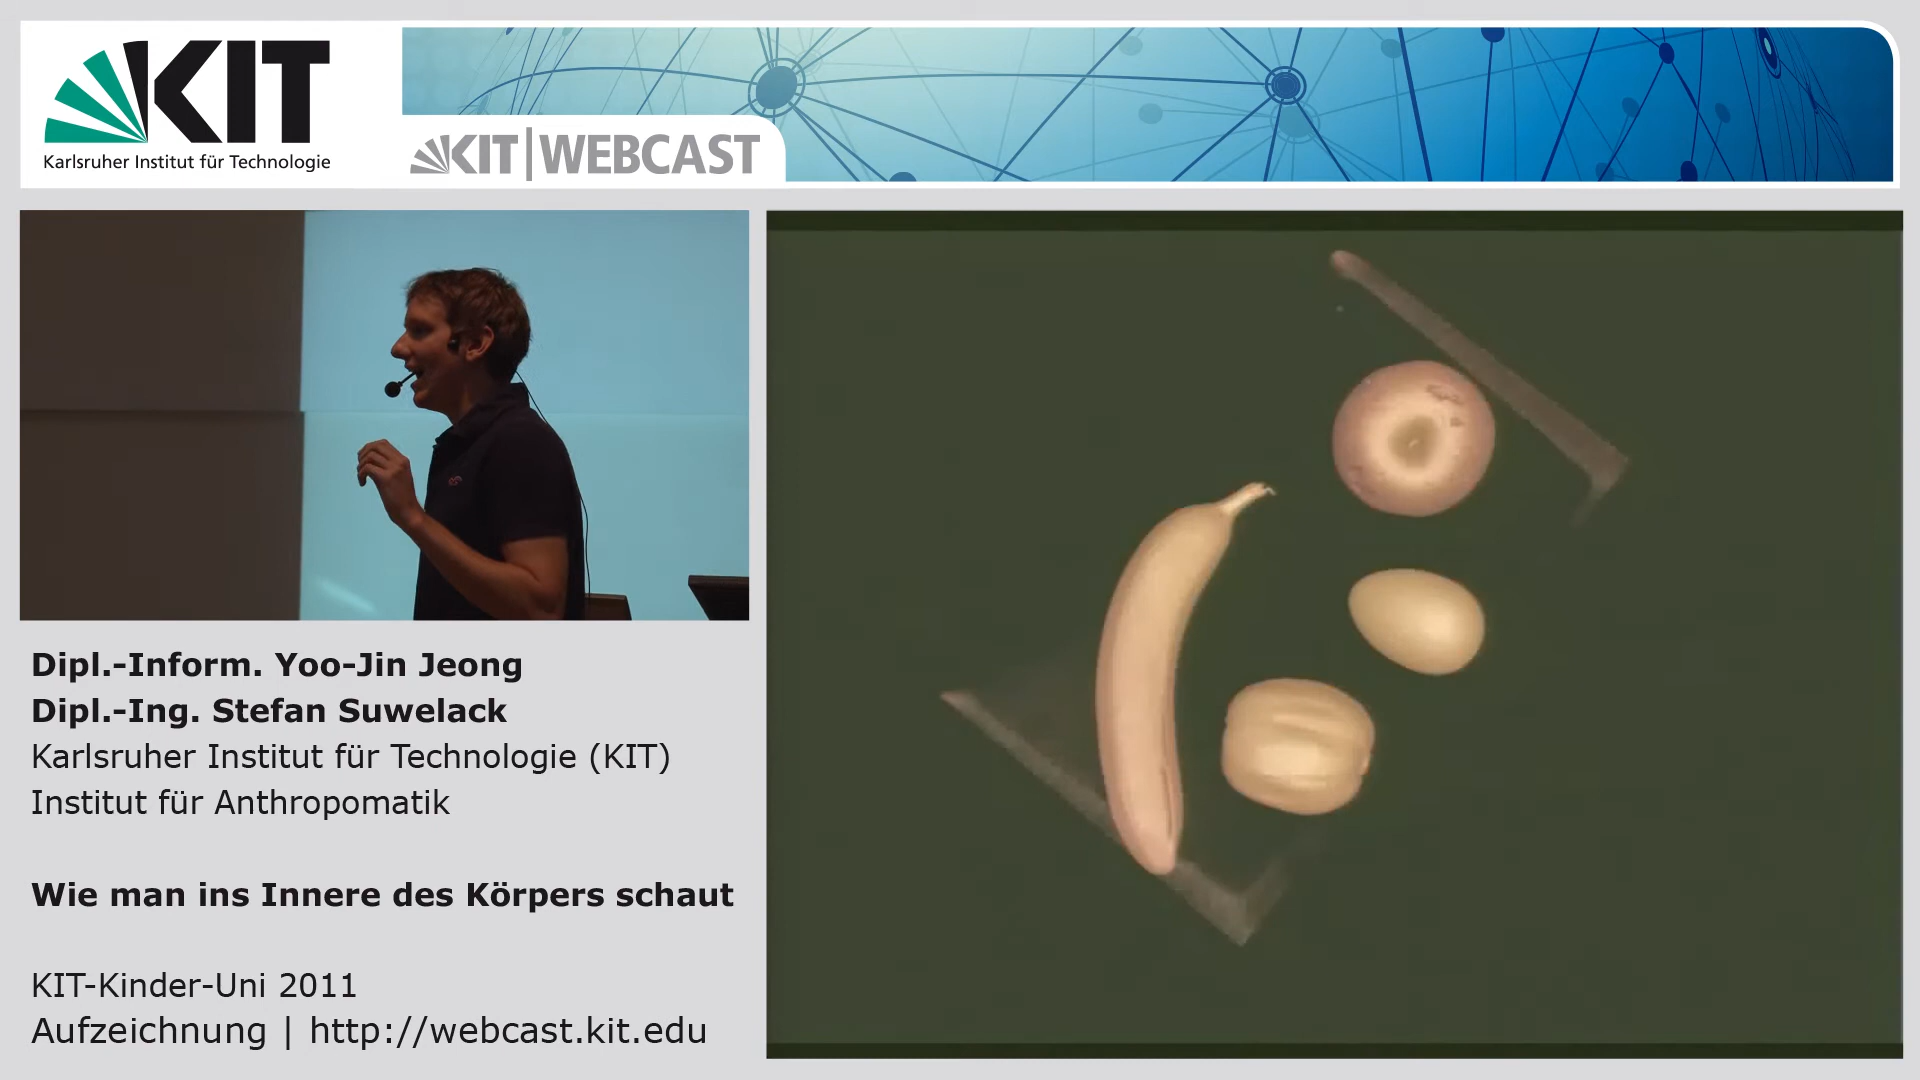 KIT
Karlsruher Institut für Technologie
KIT | WEBCAST
Dipl.-Inform. Yoo-Jin Jeong
Dipl.-Ing. Stefan Suwelack
Karlsruher Institut für Technologie (KIT)
Institut für Anthropomatik
Wie man ins Innere des Körpers schaut
KIT-Kinder-Uni 2011
Aufzeichnung | http://webcast.kit.edu